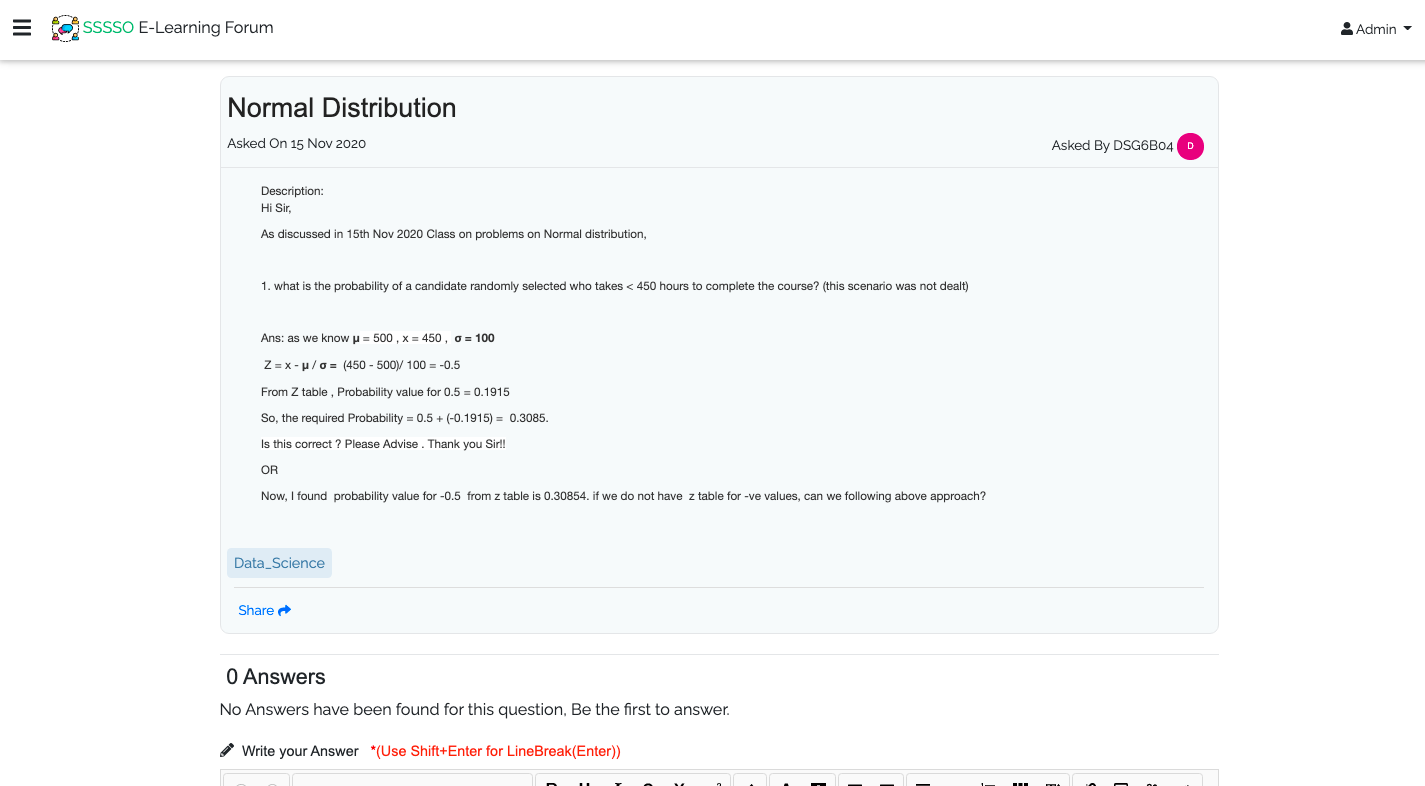 SSSSO E-Learning Forum
Admin
Normal Distribution
Asked On 15 Nov 2020
Asked By DSG6B04 D
Description:
Hi Sir,
As discussed in 15th Nov 2020 Class on problems on Normal distribution,
1. what is the probability of a candidate randomly selected who takes < 450 hours to complete the course? (this scenario was not dealt)
Ans: as we know μ = 500 , x = 450 , σ = 100
Z = x - μ / σ = (450 - 500)/ 100 = -0.5
From Z table , Probability value for 0.5 = 0.1915
So, the required Probability = 0.5 + (-0.1915) = 0.3085.
Is this correct ? Please Advise . Thank you Sir!!
OR
Now, I found probability value for -0.5 from z table is 0.30854. if we do not have z table for -ve values, can we following above approach?
Data_Science
Share
0 Answers
No Answers have been found for this question, Be the first to answer.
Write your Answer *(Use Shift+Enter for LineBreak(Enter))